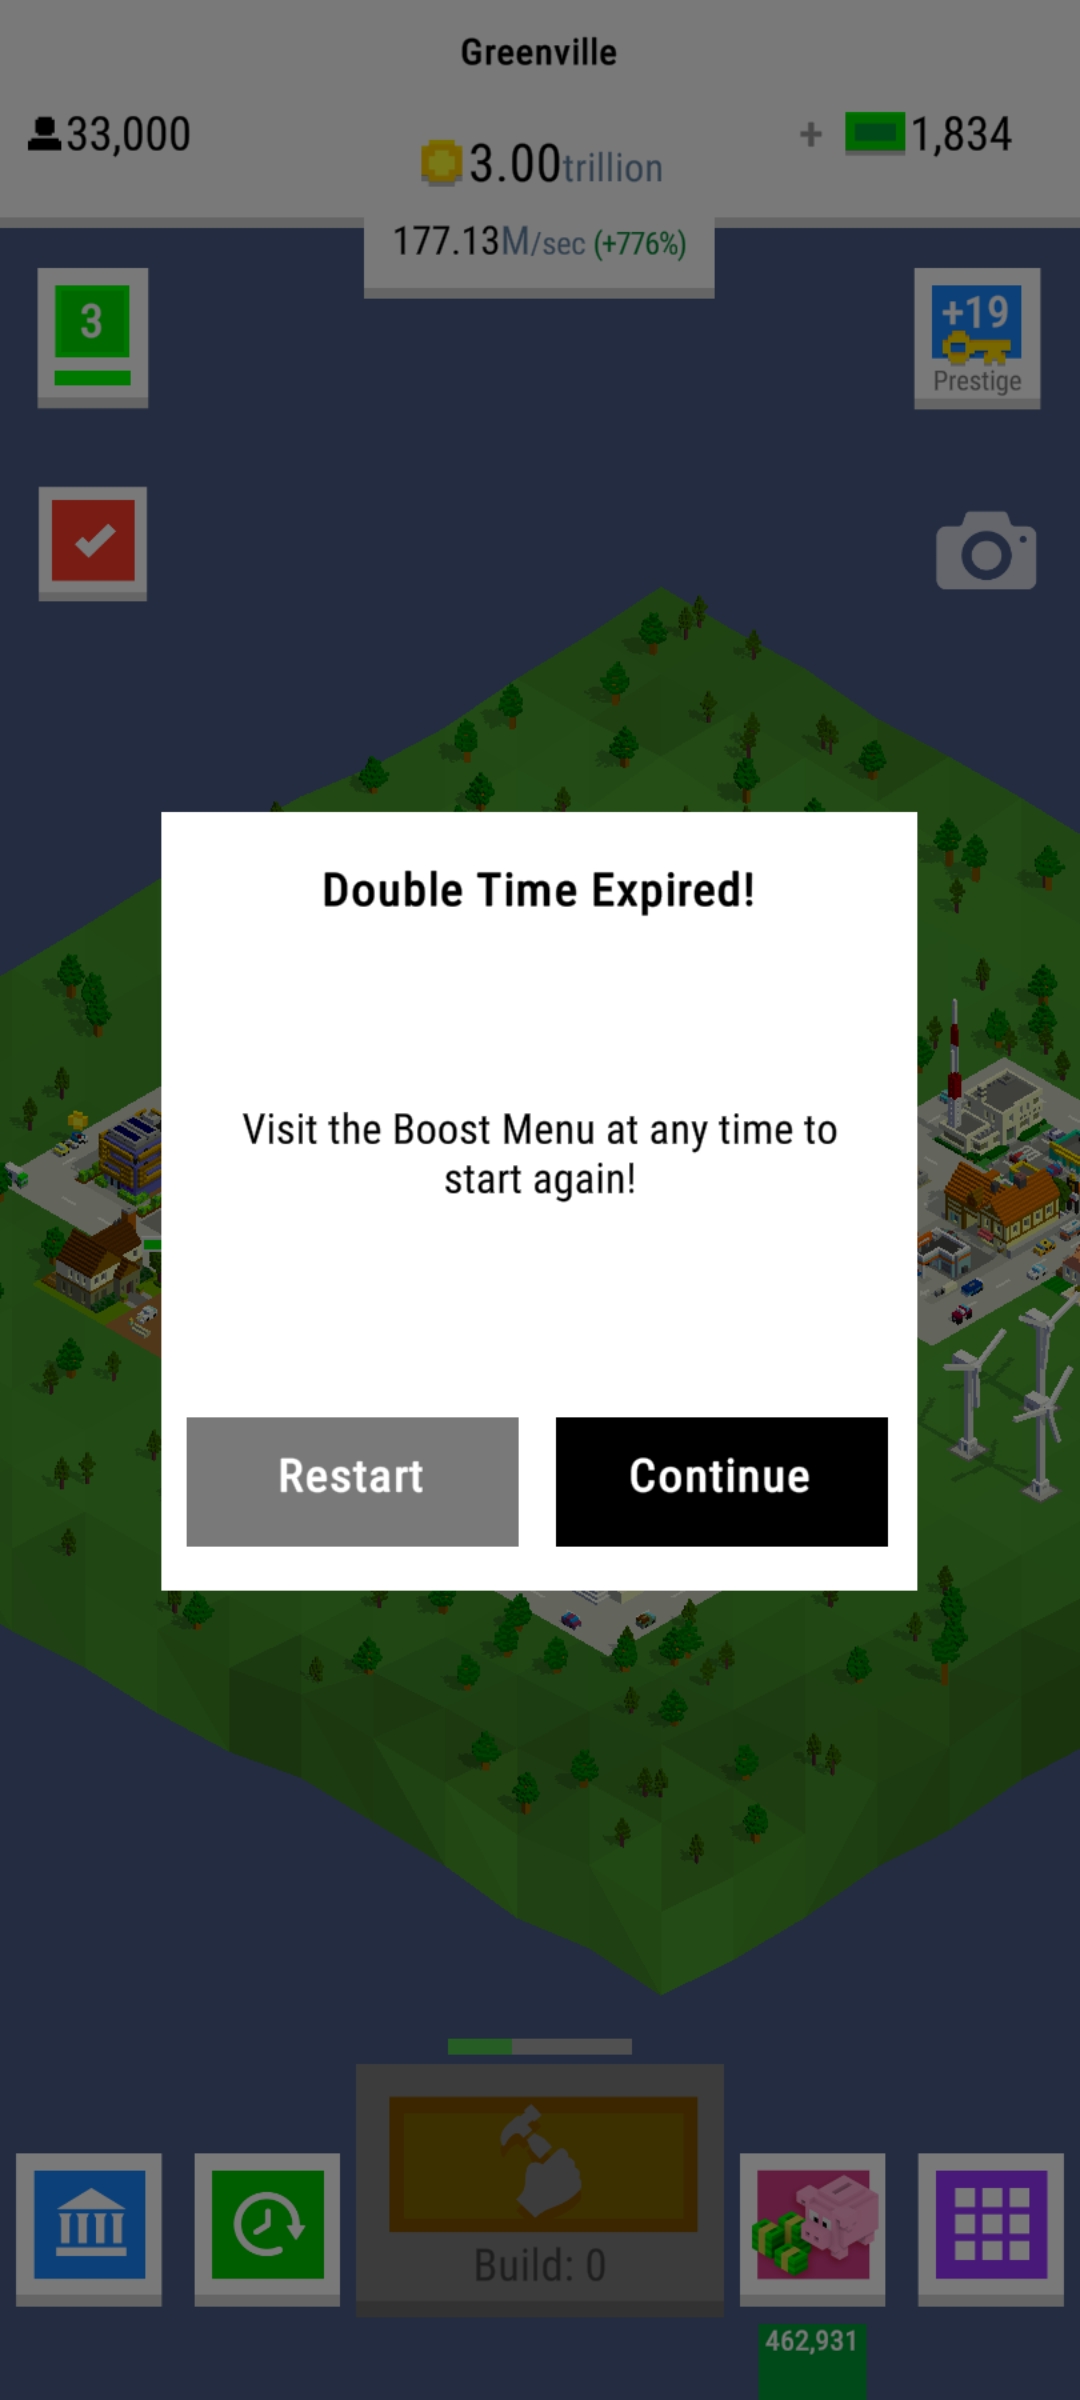 Greenville
33,000
3.00trillion
+ 1,834
177.13M/sec (+776%)
3
+19
Prestige
Double Time Expired!
Visit the Boost Menu at any time to
start again!
Restart
Continue
Build: 0
462,931